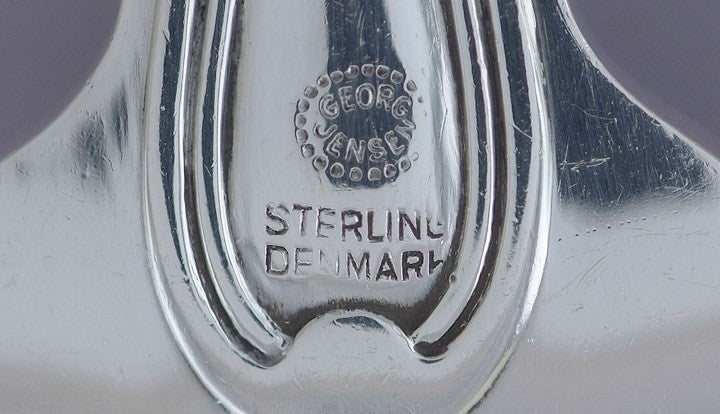 GEORG
JENSEN
STERLING
DENMARK